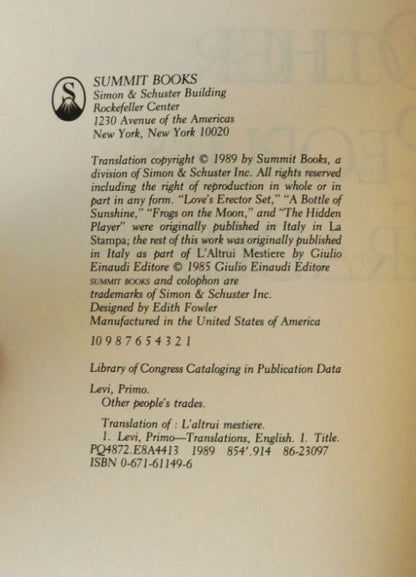 SUMMIT BOOKS
Simon & Schuster Building
Rockefeller Center
1230 Avenue of the Americas
New York, New York 10020
Translation copyright © 1989 by Summit Books, a
division of Simon & Schuster Inc. All rights reserved
including the right of reproduction in whole or in
part in any form. "Love's Erector Set," "A Bottle of
Sunshine," "Frogs on the Moon," and "The Hidden
Player" were originally published in Italy in La
Stampa; the rest of this work was originally published
in Italy as part of L'Altrui Mestiere by Giulio
Einaudi Editore © 1985 Giulio Einaudi Editore
SUMMIT BOOKS and colophon are
trademarks of Simon & Schuster Inc.
Designed by Edith Fowler
Manufactured in the United States of America
10 9 8 7 6 5 4 3 2 1
Library of Congress Cataloging in Publication Data
Levi, Primo.
Other people's trades.
Translation of : L'altrui mestiere.
1. Levi, Primo—Translations, English. I. Title.
PQ4872.E8A4413 1989 854'.914 86-23097
ISBN 0-671-61149-6